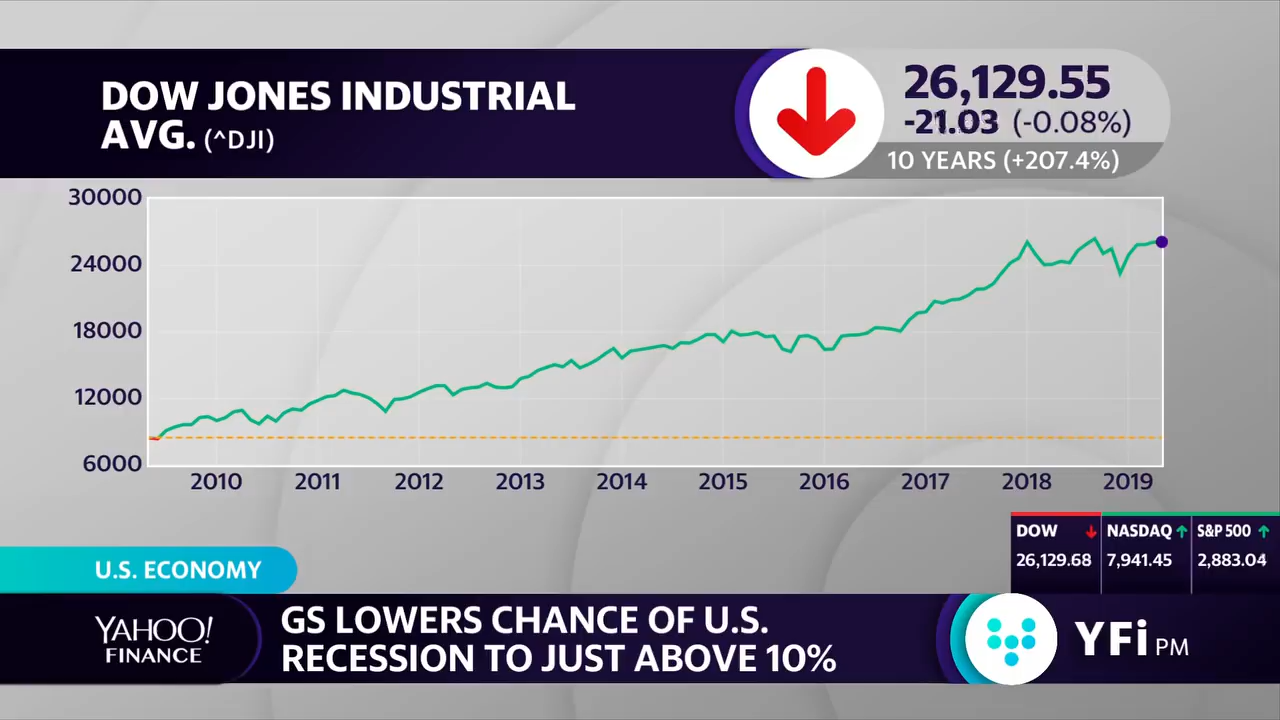 DOW JONES INDUSTRIAL
AVG. (^DJI)
26,129.55
-21.03 (-0.08%)
10 YEARS (+207.4%)
30000
24000
18000
12000
6000
2010 2011 2012 2013 2014 2015 2016 2017 2018 2019
DOW NASDAQ S&P 500
26,129.68 7,941.45 2,883.04
U.S. ECONOMY
YAHOO!
FINANCE
GS LOWERS CHANCE OF U.S.
RECESSION TO JUST ABOVE 10%
YFi PM